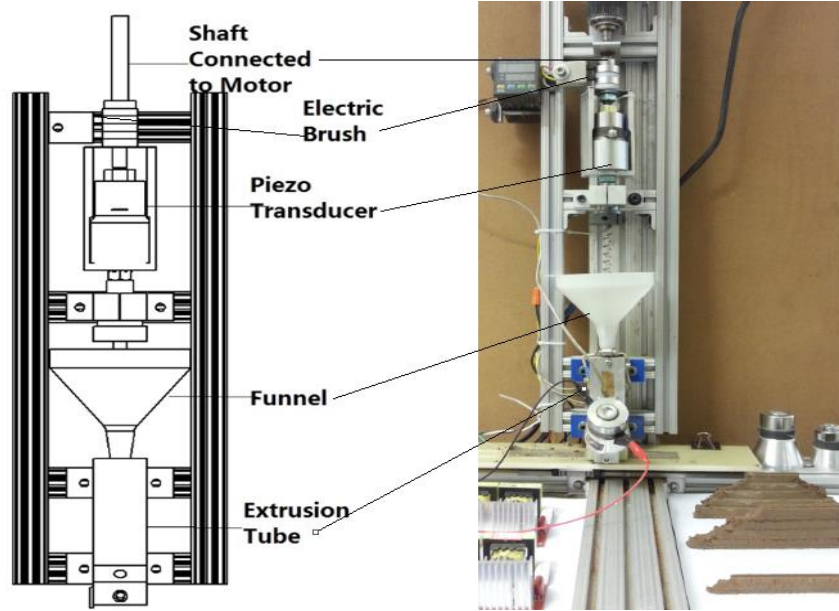 Shaft
Connected
to Motor
Electric
Brush
Piezo
Transducer
Funnel
Extrusion
Tube